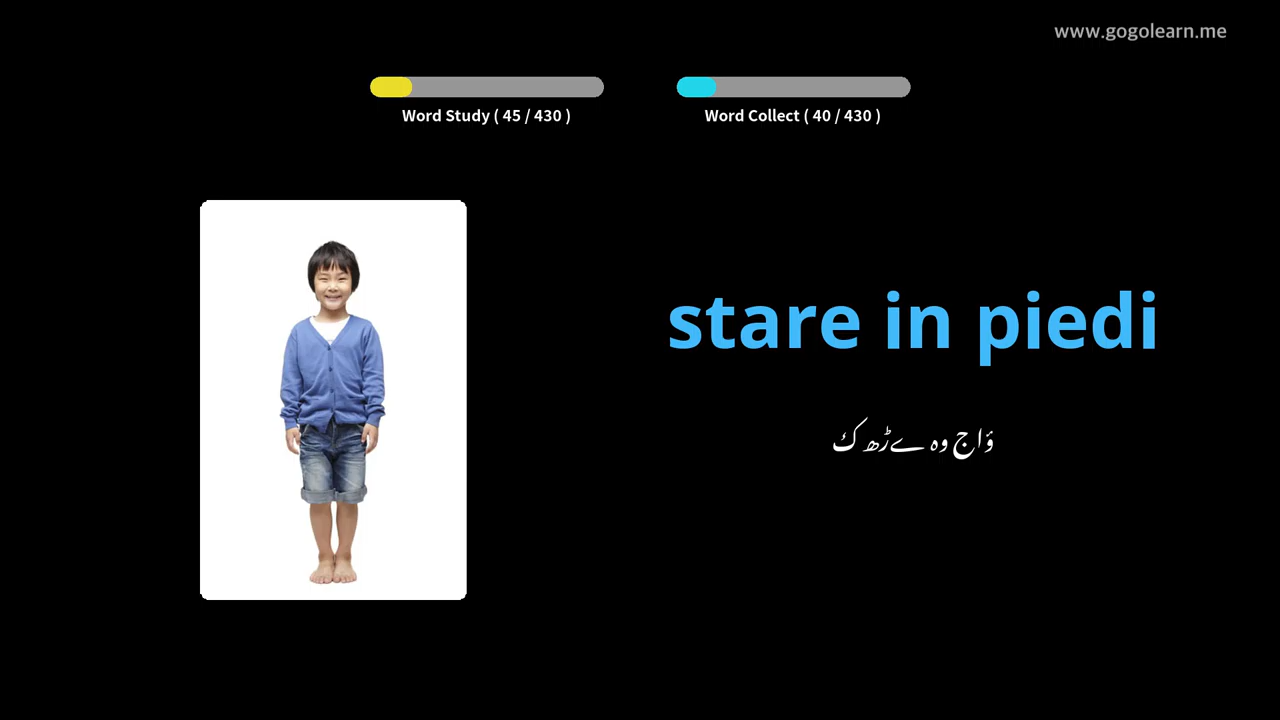 www.gogolearn.me
Word Study ( 45 / 430 )
Word Collect ( 40 / 430 )
stare in piedi
ؤاج وہ ےڑھک